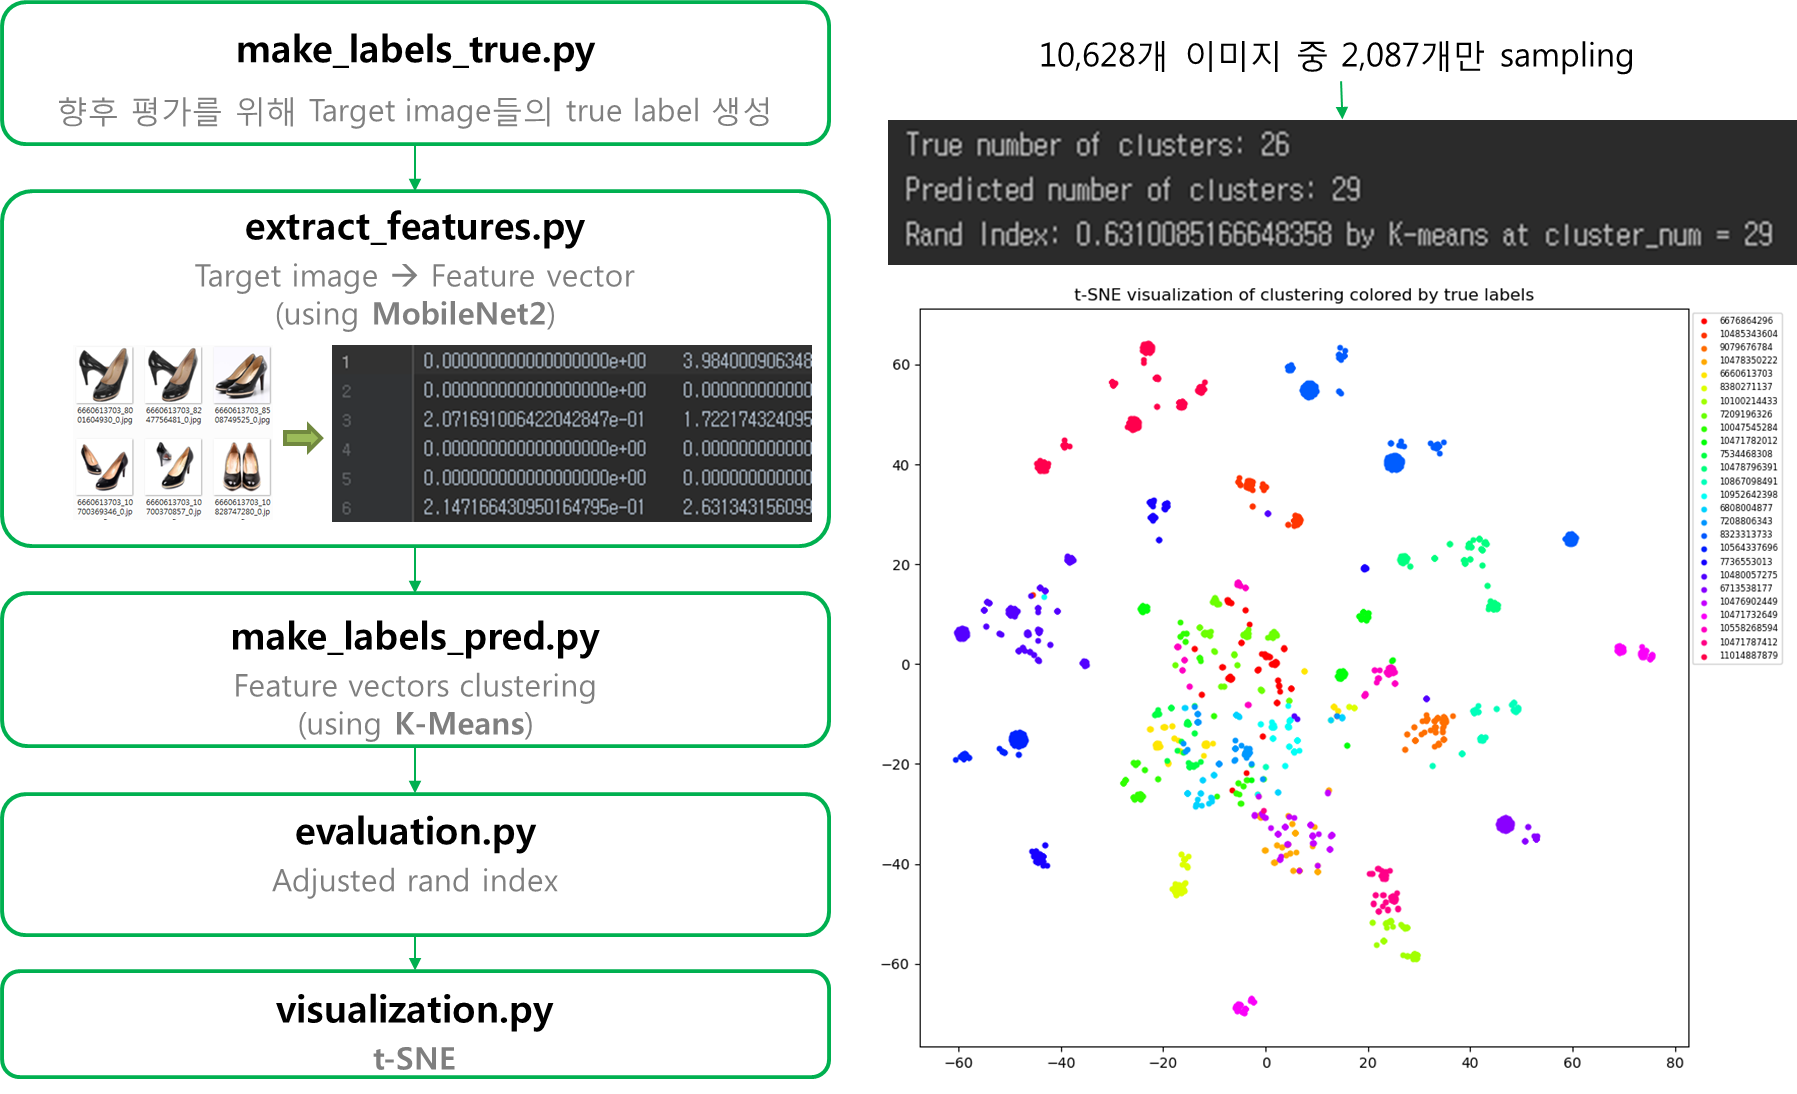 make_labels_true.py
향후 평가를 위해 Target image들의 true label 생성
extract_features.py
Target image → Feature vector
(using MobileNet2)
6660613703_800
01604930_0.jpg
6660613703_824
47756481_0.jpg
6660613703_850
08749525_0.jpg
6660613703_10
700369346_0.jp
6660613703_10
700370857_0.jp
6660613703_10
828747280_0.jp
1 0.000000000000000000e+00 3.984000906348
2 0.000000000000000000e+00 0.000000000000
3 2.071691006422042847e-01 1.722174324095
4 0.000000000000000000e+00 0.000000000000
5 0.000000000000000000e+00 0.000000000000
6 2.147166430950164795e-01 2.631343156099
make_labels_pred.py
Feature vectors clustering
(using K-Means)
evaluation.py
Adjusted rand index
visualization.py
t-SNE
10,628개 이미지 중 2,087개만 sampling
True number of clusters: 26
Predicted number of clusters: 29
Rand Index: 0.6310085166648358 by K-means at cluster_num = 29
t-SNE visualization of clustering colored by true labels
60
40
20
0
−20
−40
−60
−60 −40 −20 0 20 40 60 80
6676864296
10485343604
9079676784
10478350222
6660613703
8380271137
10100214433
7209196326
10047545284
10471782012
7534468308
10478796391
10867098491
10952642398
6808004877
7208806343
8323313733
10564337696
7736553013
10480057275
6713538177
10476902449
10471732649
10558268594
10471787412
11014887879